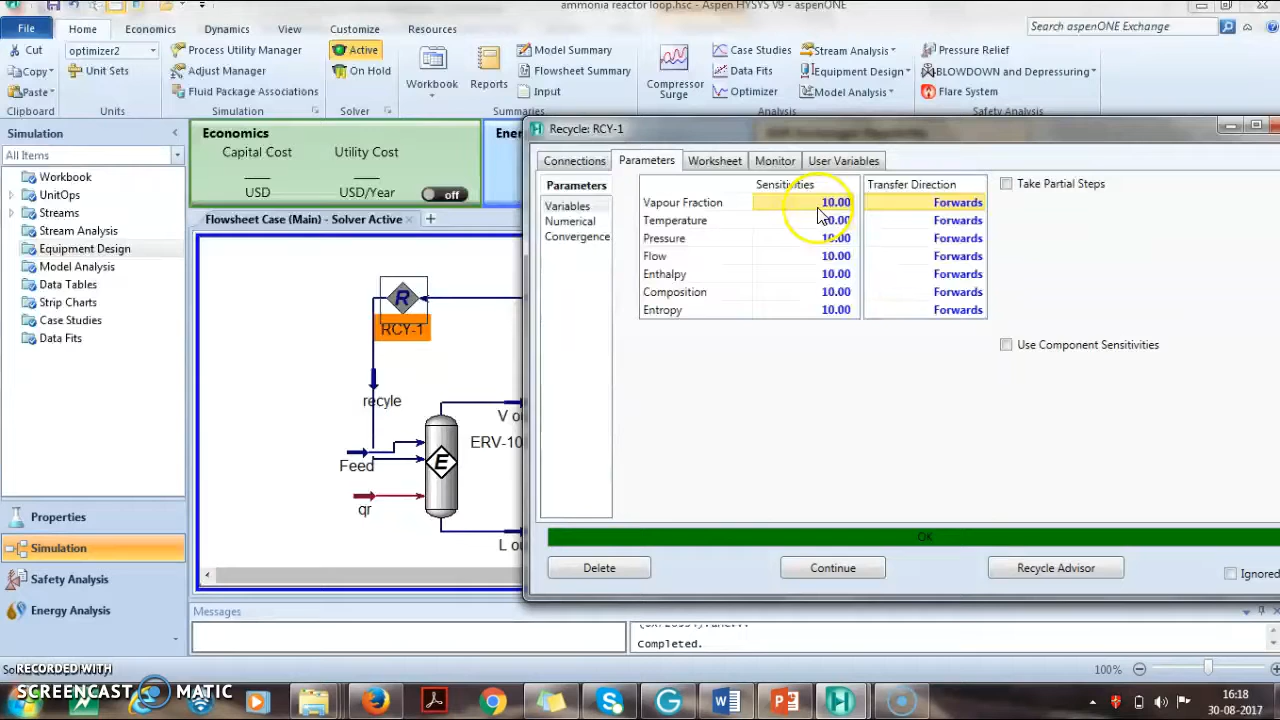 ammonia reactor loop.hsc - Aspen HYSYS V9 - aspenONE
File Home Economics Dynamics View Customize Resources
Search aspenONE Exchange
Cut optimizer2 Process Utility Manager Active Model Summary Case Studies Stream Analysis Pressure Relief
Copy Unit Sets Adjust Manager On Hold Workbook Reports Flowsheet Summary Compressor Surge Data Fits Equipment Design BLOWDOWN and Depressuring
Paste Fluid Package Associations Input Optimizer Model Analysis Flare System
Clipboard Units Simulation Solver Summaries Analysis Safety Analysis
Simulation
All Items
Workbook
UnitOps
Streams
Stream Analysis
Equipment Design
Model Analysis
Data Tables
Strip Charts
Case Studies
Data Fits
Properties
Simulation
Safety Analysis
Energy Analysis
Economics
Capital Cost Utility Cost
USD USD/Year off
Flowsheet Case (Main) - Solver Active
R
RCY-1
recyle
V
ERV-10
Feed
E
qr
L
Recycle: RCY-1
Connections Parameters Worksheet Monitor User Variables
Parameters
Variables
Numerical
Convergence
Sensitivities Transfer Direction
Vapour Fraction 10.00 Forwards
Temperature Forwards
Pressure 10.00 Forwards
Flow 10.00 Forwards
Enthalpy 10.00 Forwards
Composition 10.00 Forwards
Entropy 10.00 Forwards
Take Partial Steps
Use Component Sensitivities
OK
Delete Continue Recycle Advisor Ignored
Messages
Completed.
100%
RECORDED WITH
SCREENCAST MATIC
16:18
30-08-2017